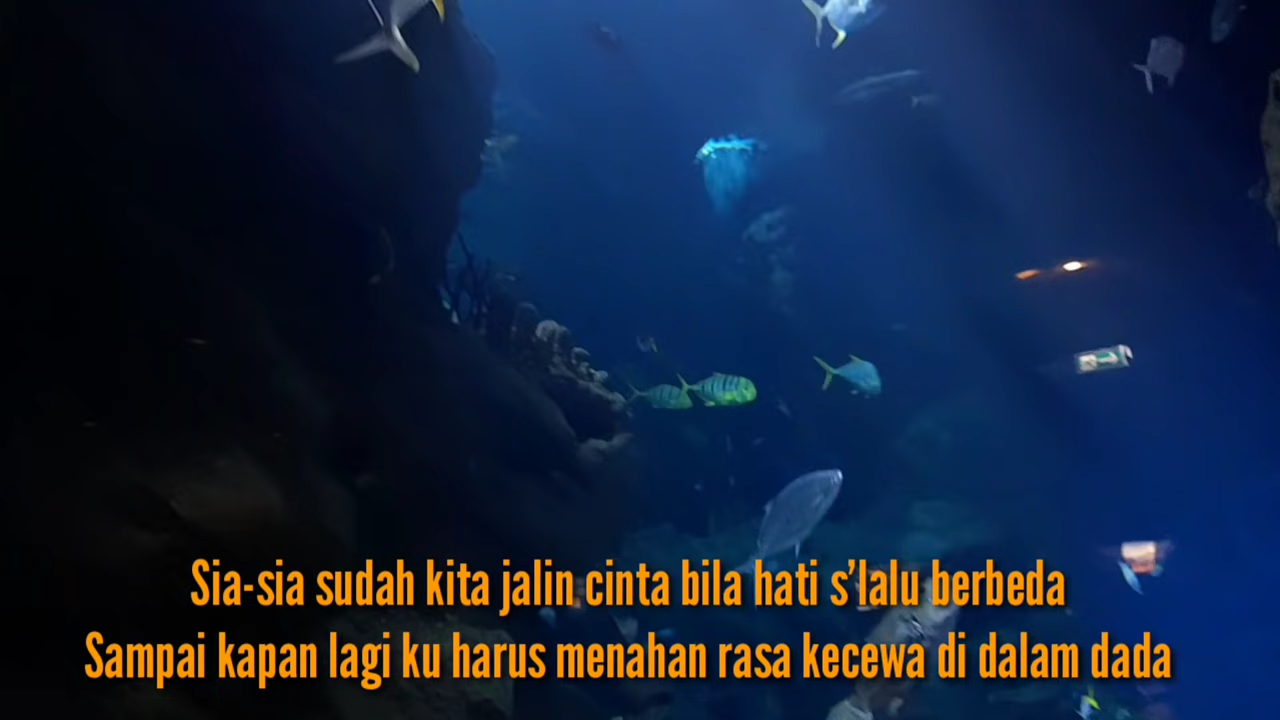 Sia-sia sudah kita jalin cinta bila hati s’lalu berbeda
Sampai kapan lagi ku harus menahan rasa kecewa di dalam dada